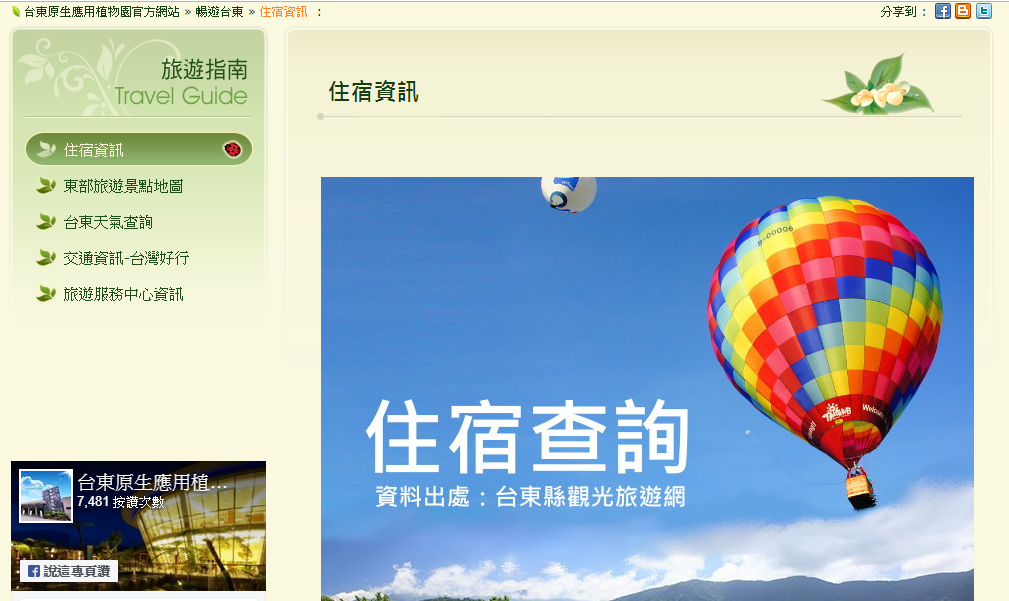 台東原生應用植物園官方網站 » 暢遊台東 » 住宿資訊 :
分享到：
旅遊指南
Travel Guide
住宿資訊
東部旅遊景點地圖
台東天氣查詢
交通資訊-台灣好行
旅遊服務中心資訊
台東原生應用植...
7,481 按讚次數
說這專頁讚
住宿資訊
B-00096
TAITUNG
Welcome
住宿查詢
資料出處：台東縣觀光旅遊網